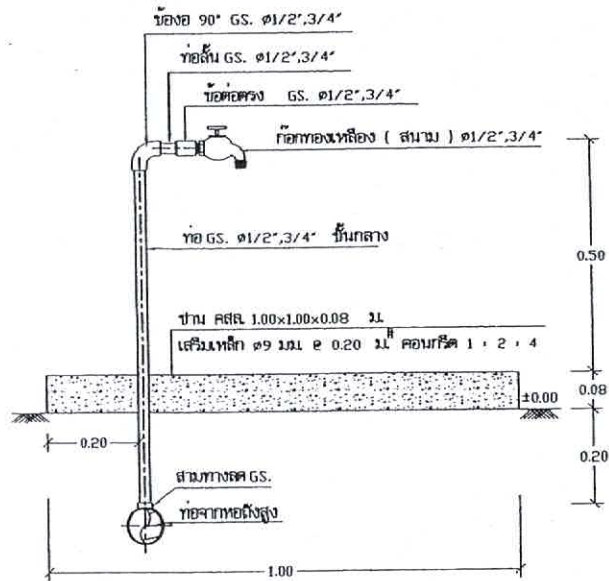 ข้องอ 90° GS. ø1/2",3/4"
ท่อสั้น GS. ø1/2",3/4"
ข้อต่อตรง GS. ø1/2",3/4"
ก๊อกทองเหลือง ( สนาม ) ø1/2",3/4"
ท่อ GS. ø1/2",3/4" ชั้นกลาง
0.50
ชาน คสล. 1.00x1.00x0.08 ม.
เสริมเหล็ก ø9 มม. @ 0.20 ม.# คอนกรีต 1 : 2 : 4
±0.00
0.08
0.20
0.20
สามทางลด GS.
ท่อจากหอถังสูง
1.00